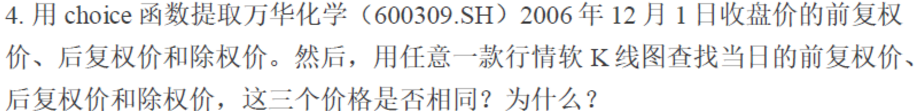 4. 用 choice 函数提取万华化学（600309.SH）2006 年 12 月 1 日收盘价的前复权
价、后复权价和除权价。然后，用任意一款行情软 K 线图查找当日的前复权价、
后复权价和除权价，这三个价格是否相同？为什么？